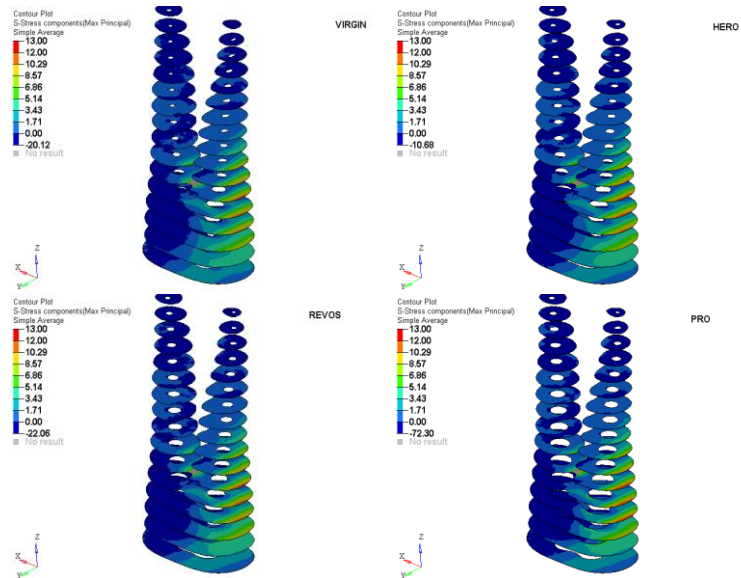 Contour Plot
S-Stress components(Max Principal)
Simple Average
13.00
12.00
10.29
8.57
6.86
5.14
3.43
1.71
0.00
-20.12
No result
VIRGIN
Z
X
Y
Contour Plot
S-Stress components(Max Principal)
Simple Average
13.00
12.00
10.29
8.57
6.86
5.14
3.43
1.71
0.00
-10.68
No result
HERO
Z
X
Y
Contour Plot
S-Stress components(Max Principal)
Simple Average
13.00
12.00
10.29
8.57
6.86
5.14
3.43
1.71
0.00
-22.06
No result
REVOS
Z
X
Y
Contour Plot
S-Stress components(Max Principal)
Simple Average
13.00
12.00
10.29
8.57
6.86
5.14
3.43
1.71
0.00
-72.30
No result
PRO
Z
X
Y